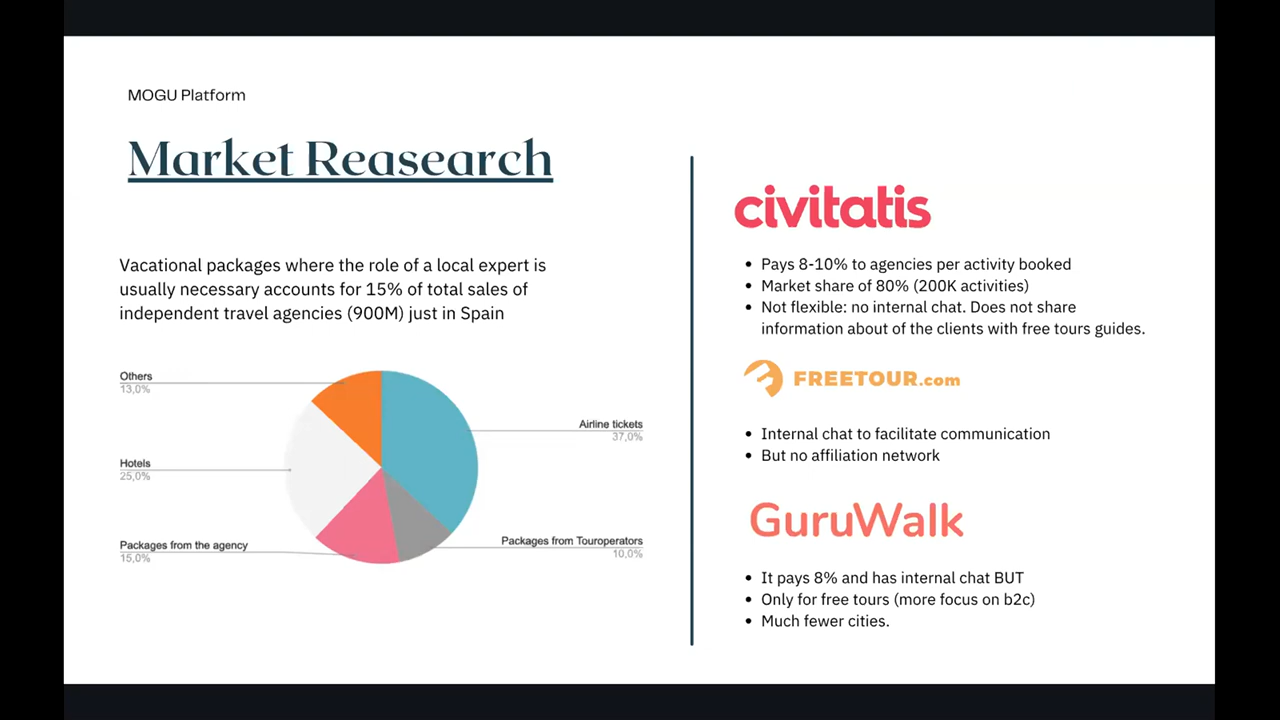 MOGU Platform
Market Reasearch
Vacational packages where the role of a local expert is
usually necessary accounts for 15% of total sales of
independent travel agencies (900M) just in Spain
Others
13,0%
Hotels
25,0%
Packages from the agency
15,0%
Airline tickets
37,0%
Packages from Touroperators
10,0%
civitatis
• Pays 8-10% to agencies per activity booked
• Market share of 80% (200K activities)
• Not flexible: no internal chat. Does not share
information about of the clients with free tours guides.
FREETOUR.com
• Internal chat to facilitate communication
• But no affiliation network
GuruWalk
• It pays 8% and has internal chat BUT
• Only for free tours (more focus on b2c)
• Much fewer cities.